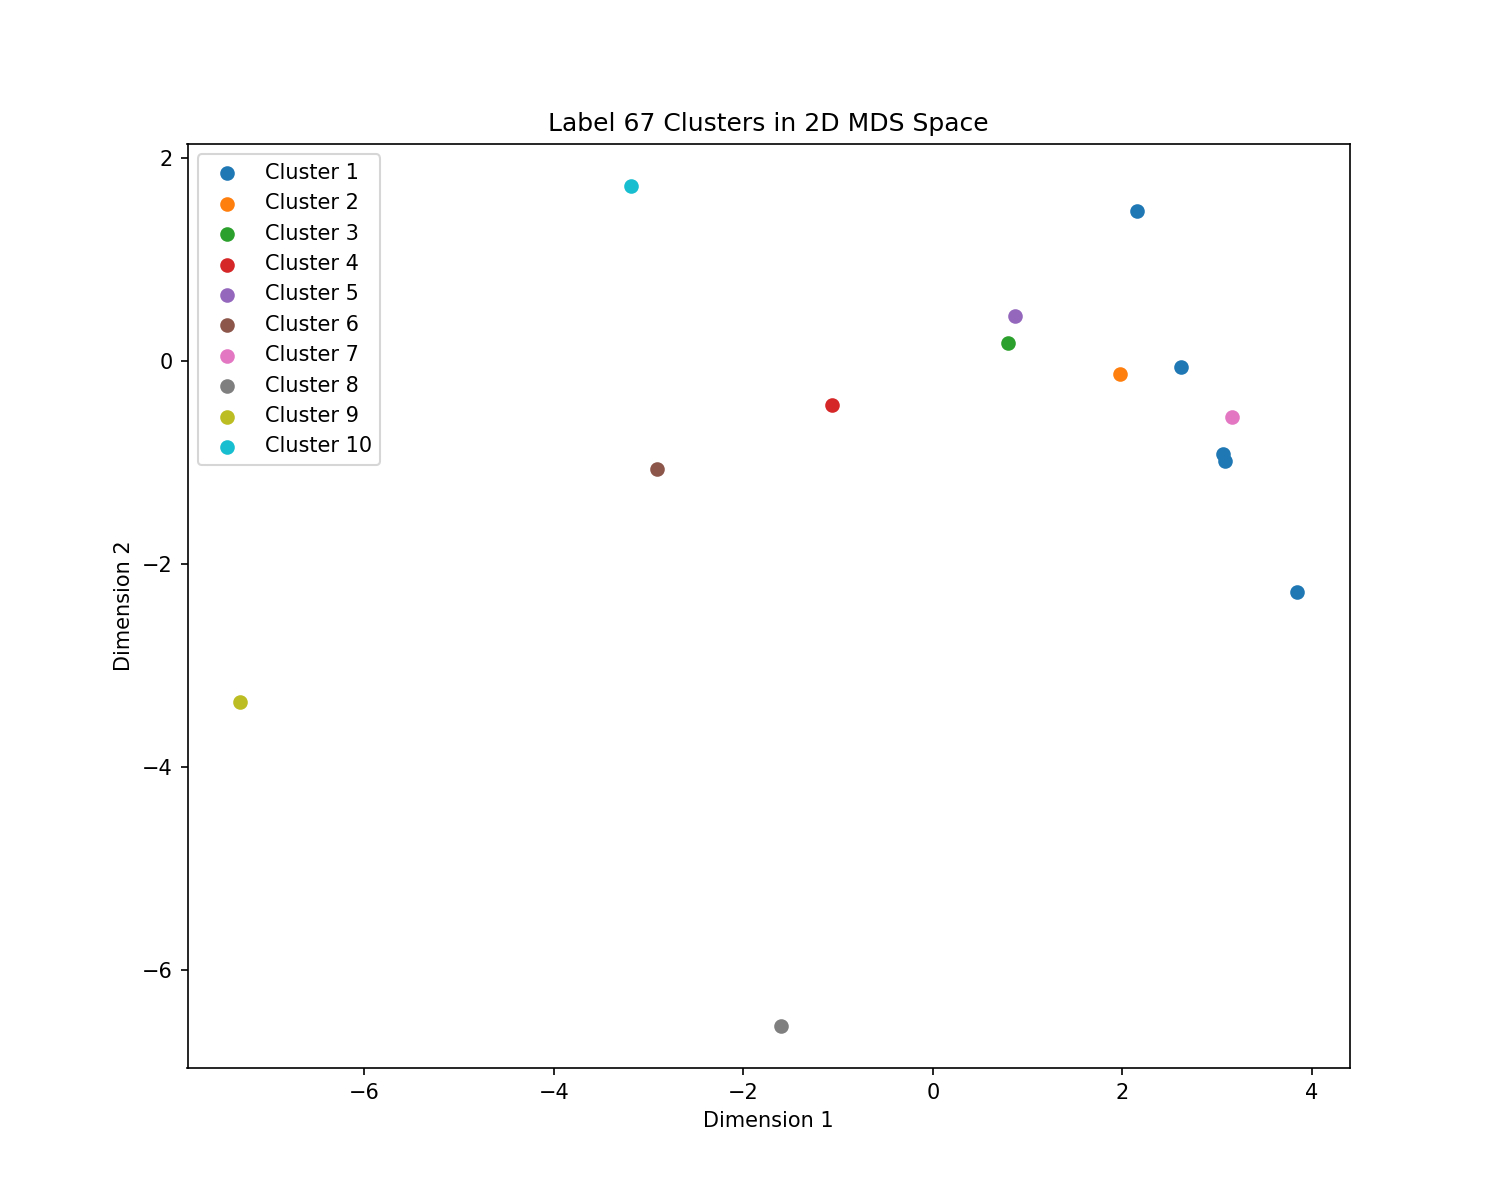 Label 67 Clusters in 2D MDS Space
Cluster 1
Cluster 2
Cluster 3
Cluster 4
Cluster 5
Cluster 6
Cluster 7
Cluster 8
Cluster 9
Cluster 10
2
0
−2
−4
−6
Dimension 2
−6 −4 −2 0 2 4
Dimension 1